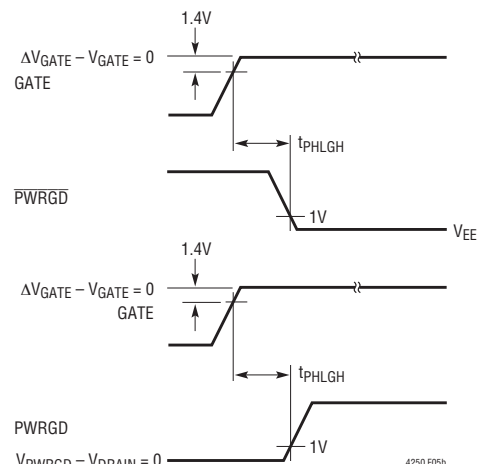 1.4V
ΔVGATE – VGATE = 0
GATE
tPHLGH
PWRGD
1V
VEE
1.4V
ΔVGATE – VGATE = 0
GATE
tPHLGH
PWRGD
1V
VPWRGD – VDRAIN = 0
4250 F05b